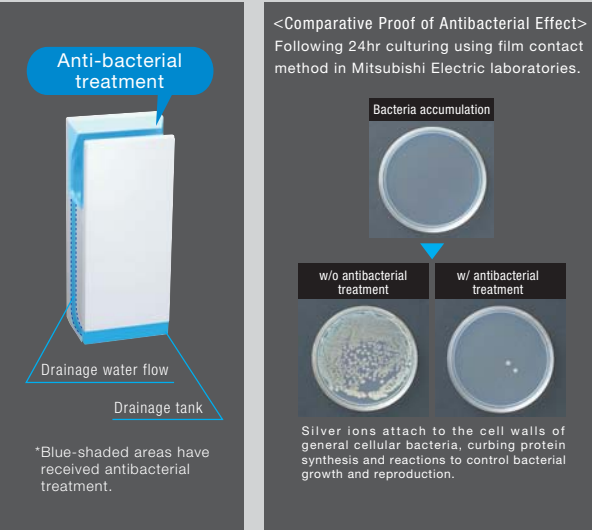 Anti-bacterial
treatment
Drainage water flow
Drainage tank
*Blue-shaded areas have
received antibacterial
treatment.
<Comparative Proof of Antibacterial Effect>
Following 24hr culturing using film contact
method in Mitsubishi Electric laboratories.
Bacteria accumulation
w/o antibacterial
treatment
w/ antibacterial
treatment
Silver ions attach to the cell walls of
general cellular bacteria, curbing protein
synthesis and reactions to control bacterial
growth and reproduction.